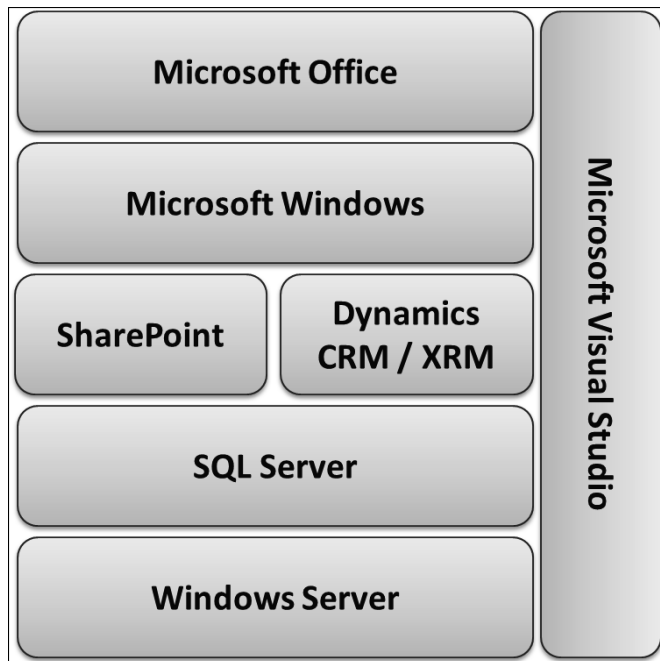 Microsoft Office
Microsoft Windows
SharePoint
Dynamics
CRM / XRM
SQL Server
Windows Server
Microsoft Visual Studio